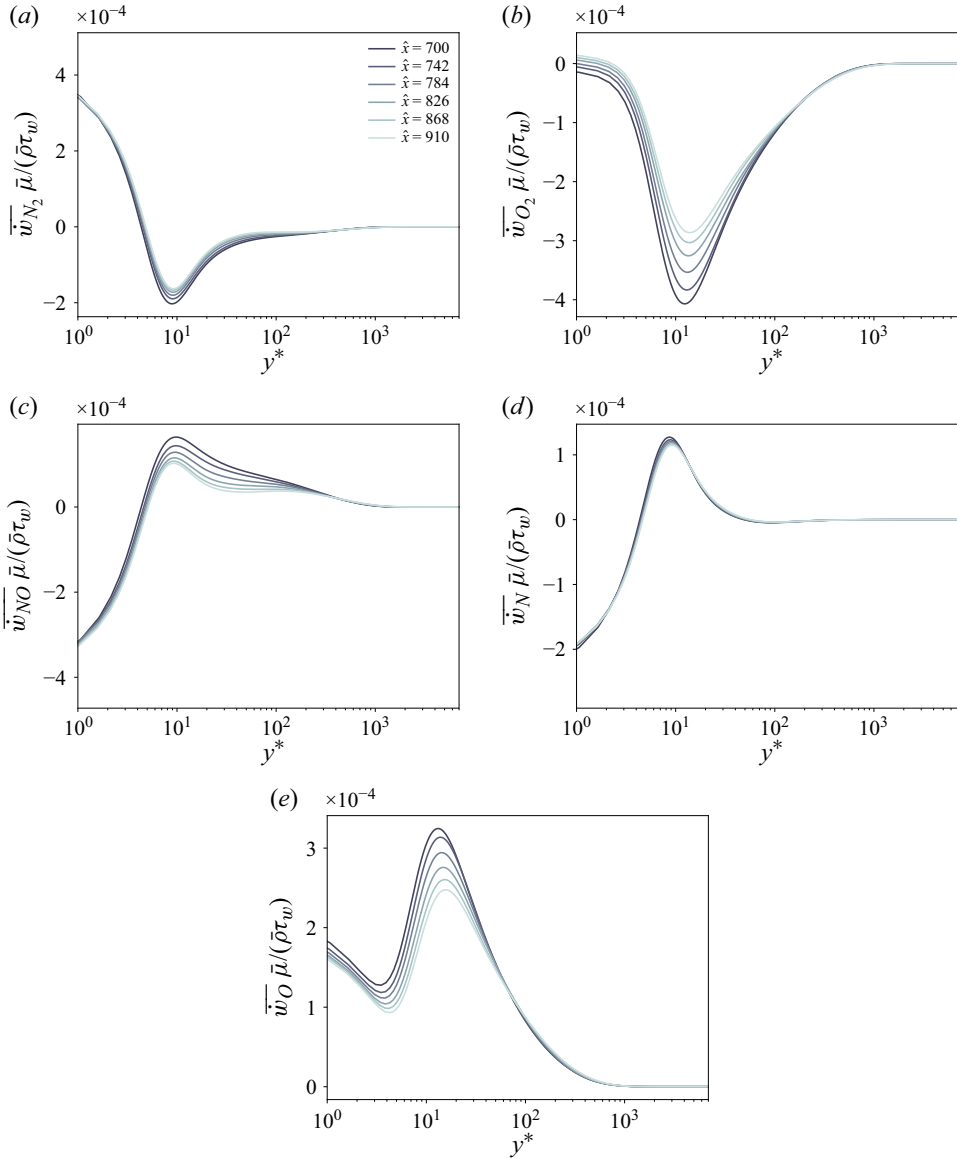 (a) ×10⁻⁴
4
2
0
−2
10⁰ 10¹ 10² 10³
y*
ẇ_N₂ μ̄/(ρ̄τ_w)
x̂ = 700
x̂ = 742
x̂ = 784
x̂ = 826
x̂ = 868
x̂ = 910
(b) ×10⁻⁴
0
−1
−2
−3
−4
10⁰ 10¹ 10² 10³
y*
ẇ_O₂ μ̄/(ρ̄τ_w)
(c) ×10⁻⁴
0
−2
−4
10⁰ 10¹ 10² 10³
y*
ẇ_NO μ̄/(ρ̄τ_w)
(d) ×10⁻⁴
1
0
−1
−2
10⁰ 10¹ 10² 10³
y*
ẇ_N μ̄/(ρ̄τ_w)
(e) ×10⁻⁴
3
2
1
0
10⁰ 10¹ 10² 10³
y*
ẇ_O μ̄/(ρ̄τ_w)